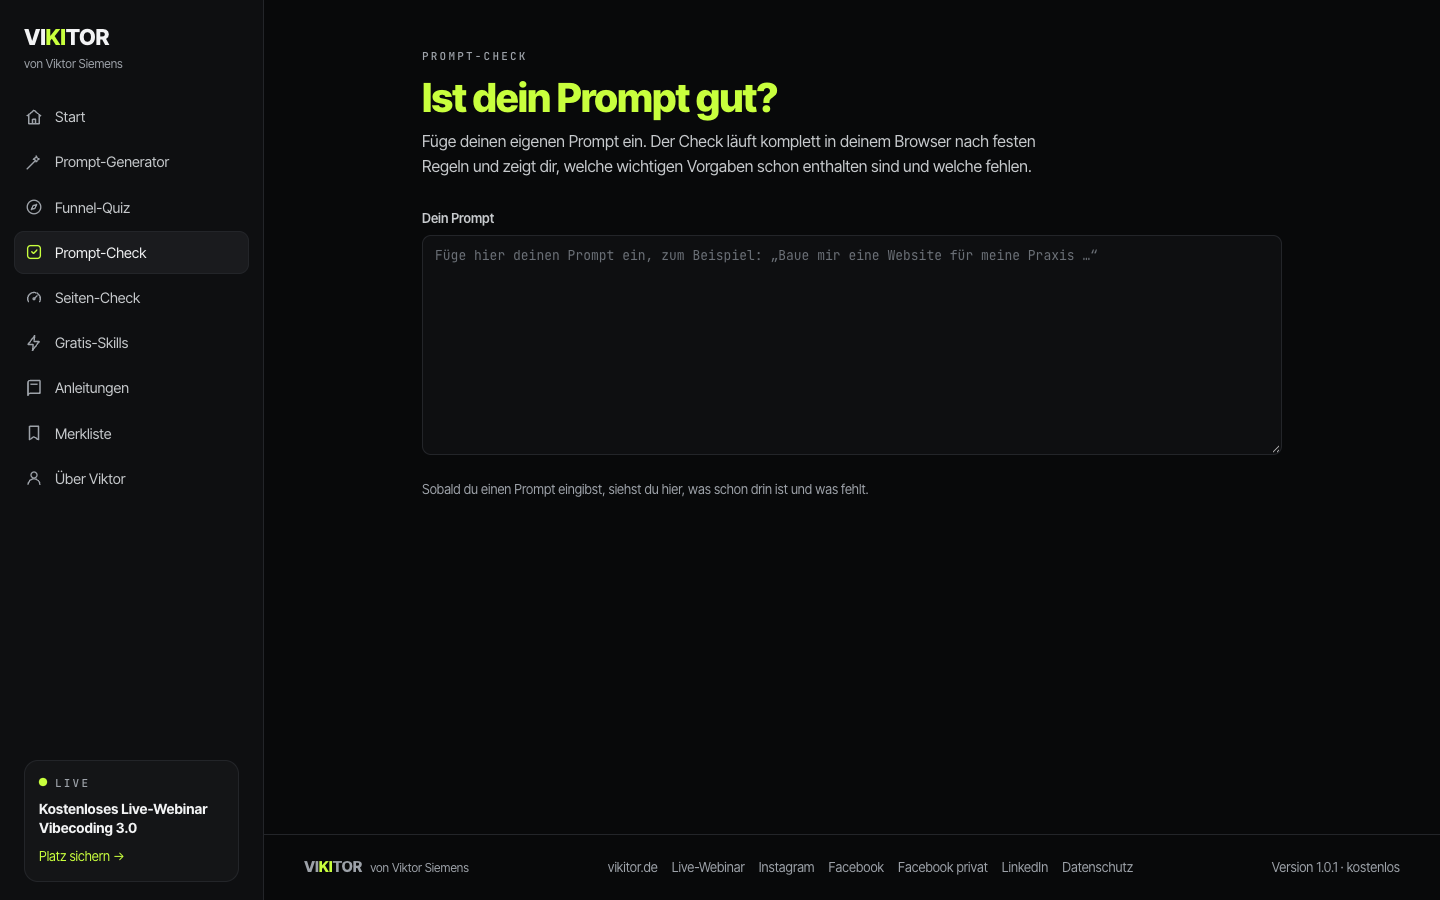 VIKITOR
von Viktor Siemens
Start
Prompt-Generator
Funnel-Quiz
Prompt-Check
Seiten-Check
Gratis-Skills
Anleitungen
Merkliste
Über Viktor
LIVE
Kostenloses Live-Webinar
Vibecoding 3.0
Platz sichern →
PROMPT-CHECK
Ist dein Prompt gut?
Füge deinen eigenen Prompt ein. Der Check läuft komplett in deinem Browser nach festen
Regeln und zeigt dir, welche wichtigen Vorgaben schon enthalten sind und welche fehlen.
Dein Prompt
Füge hier deinen Prompt ein, zum Beispiel: „Baue mir eine Website für meine Praxis …“
Sobald du einen Prompt eingibst, siehst du hier, was schon drin ist und was fehlt.
VIKITOR von Viktor Siemens
vikitor.de Live-Webinar Instagram Facebook Facebook privat LinkedIn Datenschutz
Version 1.0.1 · kostenlos